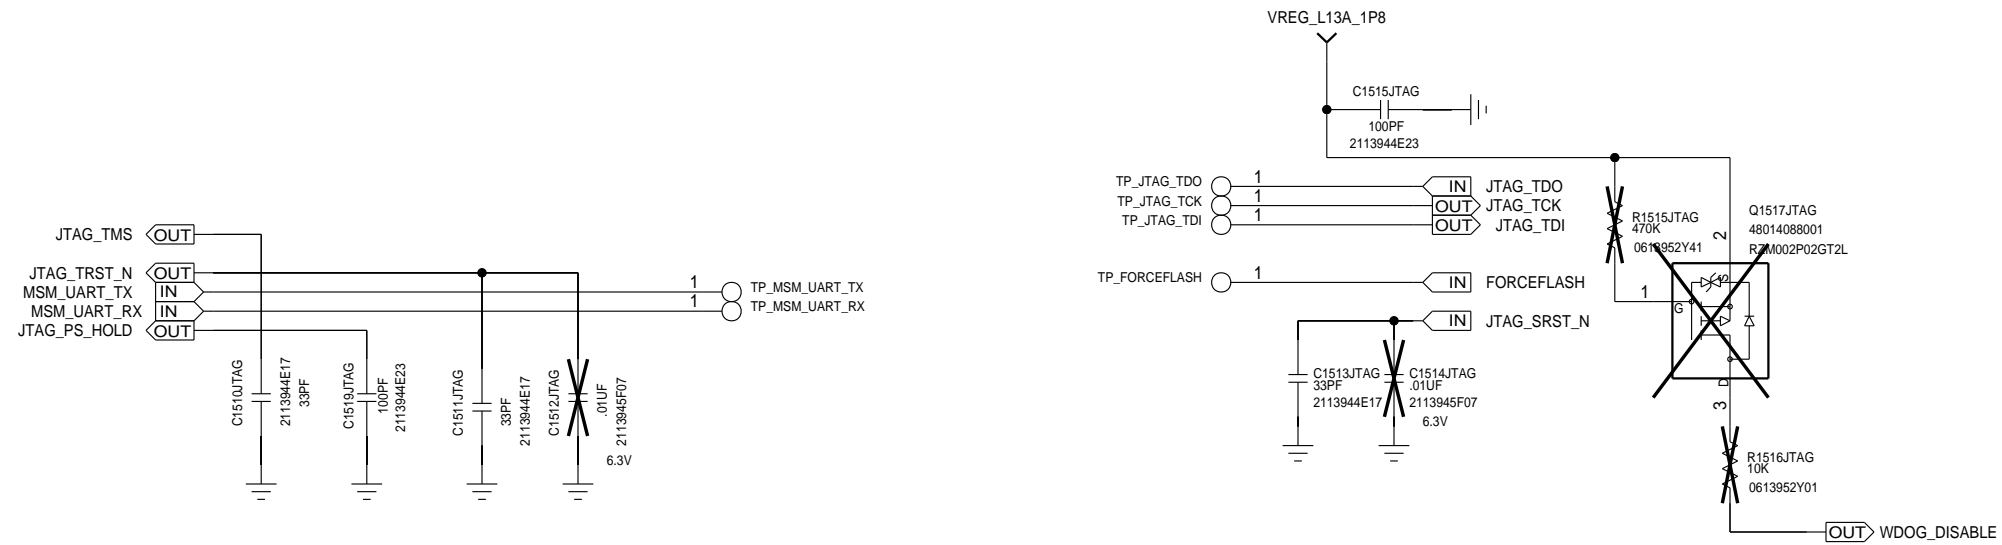 VREG_L13A_1P8
C1515JTAG
100PF
2113944E23
TP_JTAG_TDO 1 IN JTAG_TDO
TP_JTAG_TCK 1 OUT JTAG_TCK
TP_JTAG_TDI 1 OUT JTAG_TDI
TP_FORCEFLASH 1 IN FORCEFLASH
IN JTAG_SRST_N
C1513JTAG
33PF
2113944E17
C1514JTAG
.01UF
2113945F07
6.3V
R1515JTAG
470K
0613952Y41
Q1517JTAG
48014088001
RZM002P02GT2L
2
S
1
G
D
3
R1516JTAG
10K
0613952Y01
OUT WDOG_DISABLE
JTAG_TMS OUT
JTAG_TRST_N OUT
MSM_UART_TX IN 1 TP_MSM_UART_TX
MSM_UART_RX IN 1 TP_MSM_UART_RX
JTAG_PS_HOLD OUT
C1510JTAG
2113944E17
33PF
C1519JTAG
100PF
2113944E23
C1511JTAG
33PF
2113944E17
C1512JTAG
.01UF
2113945F07
6.3V